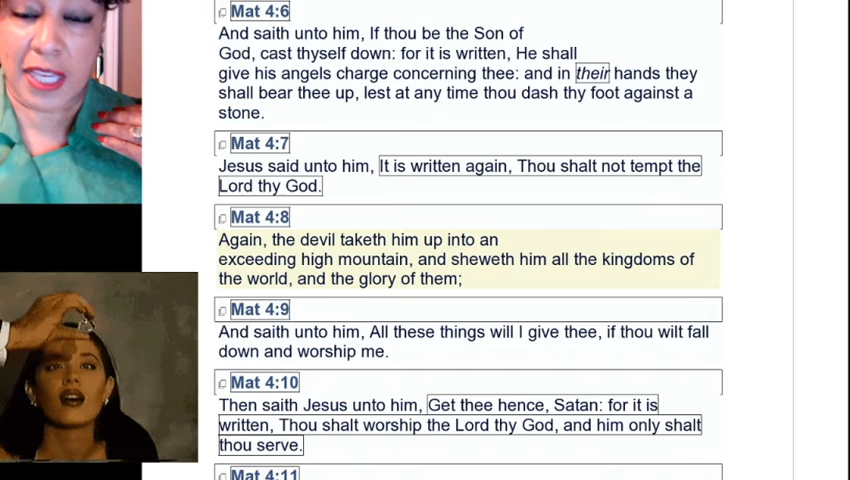 Mat 4:6
And saith unto him, If thou be the Son of
God, cast thyself down: for it is written, He shall
give his angels charge concerning thee: and in their hands they
shall bear thee up, lest at any time thou dash thy foot against a
stone.
Mat 4:7
Jesus said unto him, It is written again, Thou shalt not tempt the
Lord thy God.
Mat 4:8
Again, the devil taketh him up into an
exceeding high mountain, and sheweth him all the kingdoms of
the world, and the glory of them;
Mat 4:9
And saith unto him, All these things will I give thee, if thou wilt fall
down and worship me.
Mat 4:10
Then saith Jesus unto him, Get thee hence, Satan: for it is
written, Thou shalt worship the Lord thy God, and him only shalt
thou serve.
Mat 4:11